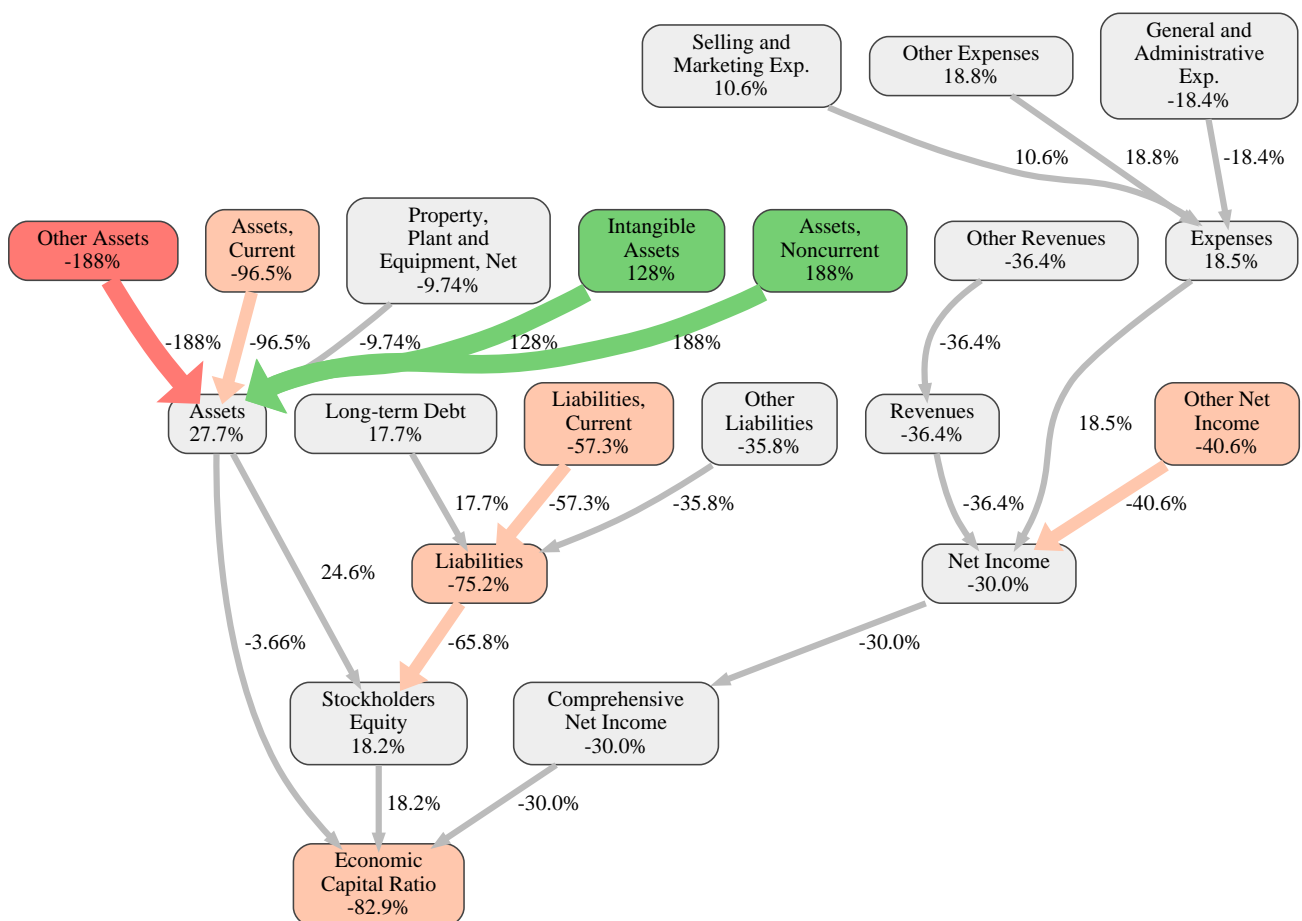 Selling and
Marketing Exp.
10.6%
Other Expenses
18.8%
General and
Administrative
Exp.
-18.4%
10.6%
18.8%
-18.4%
Other Assets
-188%
Assets,
Current
-96.5%
Property,
Plant and
Equipment, Net
-9.74%
Intangible
Assets
128%
Assets,
Noncurrent
188%
Other Revenues
-36.4%
Expenses
18.5%
-188%
-96.5%
-9.74%
128%
188%
-36.4%
Assets
27.7%
Long-term Debt
17.7%
Liabilities,
Current
-57.3%
Other
Liabilities
-35.8%
Revenues
-36.4%
18.5%
Other Net
Income
-40.6%
17.7%
-57.3%
-35.8%
-36.4%
-40.6%
Liabilities
-75.2%
Net Income
-30.0%
24.6%
-3.66%
-65.8%
-30.0%
Stockholders
Equity
18.2%
Comprehensive
Net Income
-30.0%
18.2%
-30.0%
Economic
Capital Ratio
-82.9%